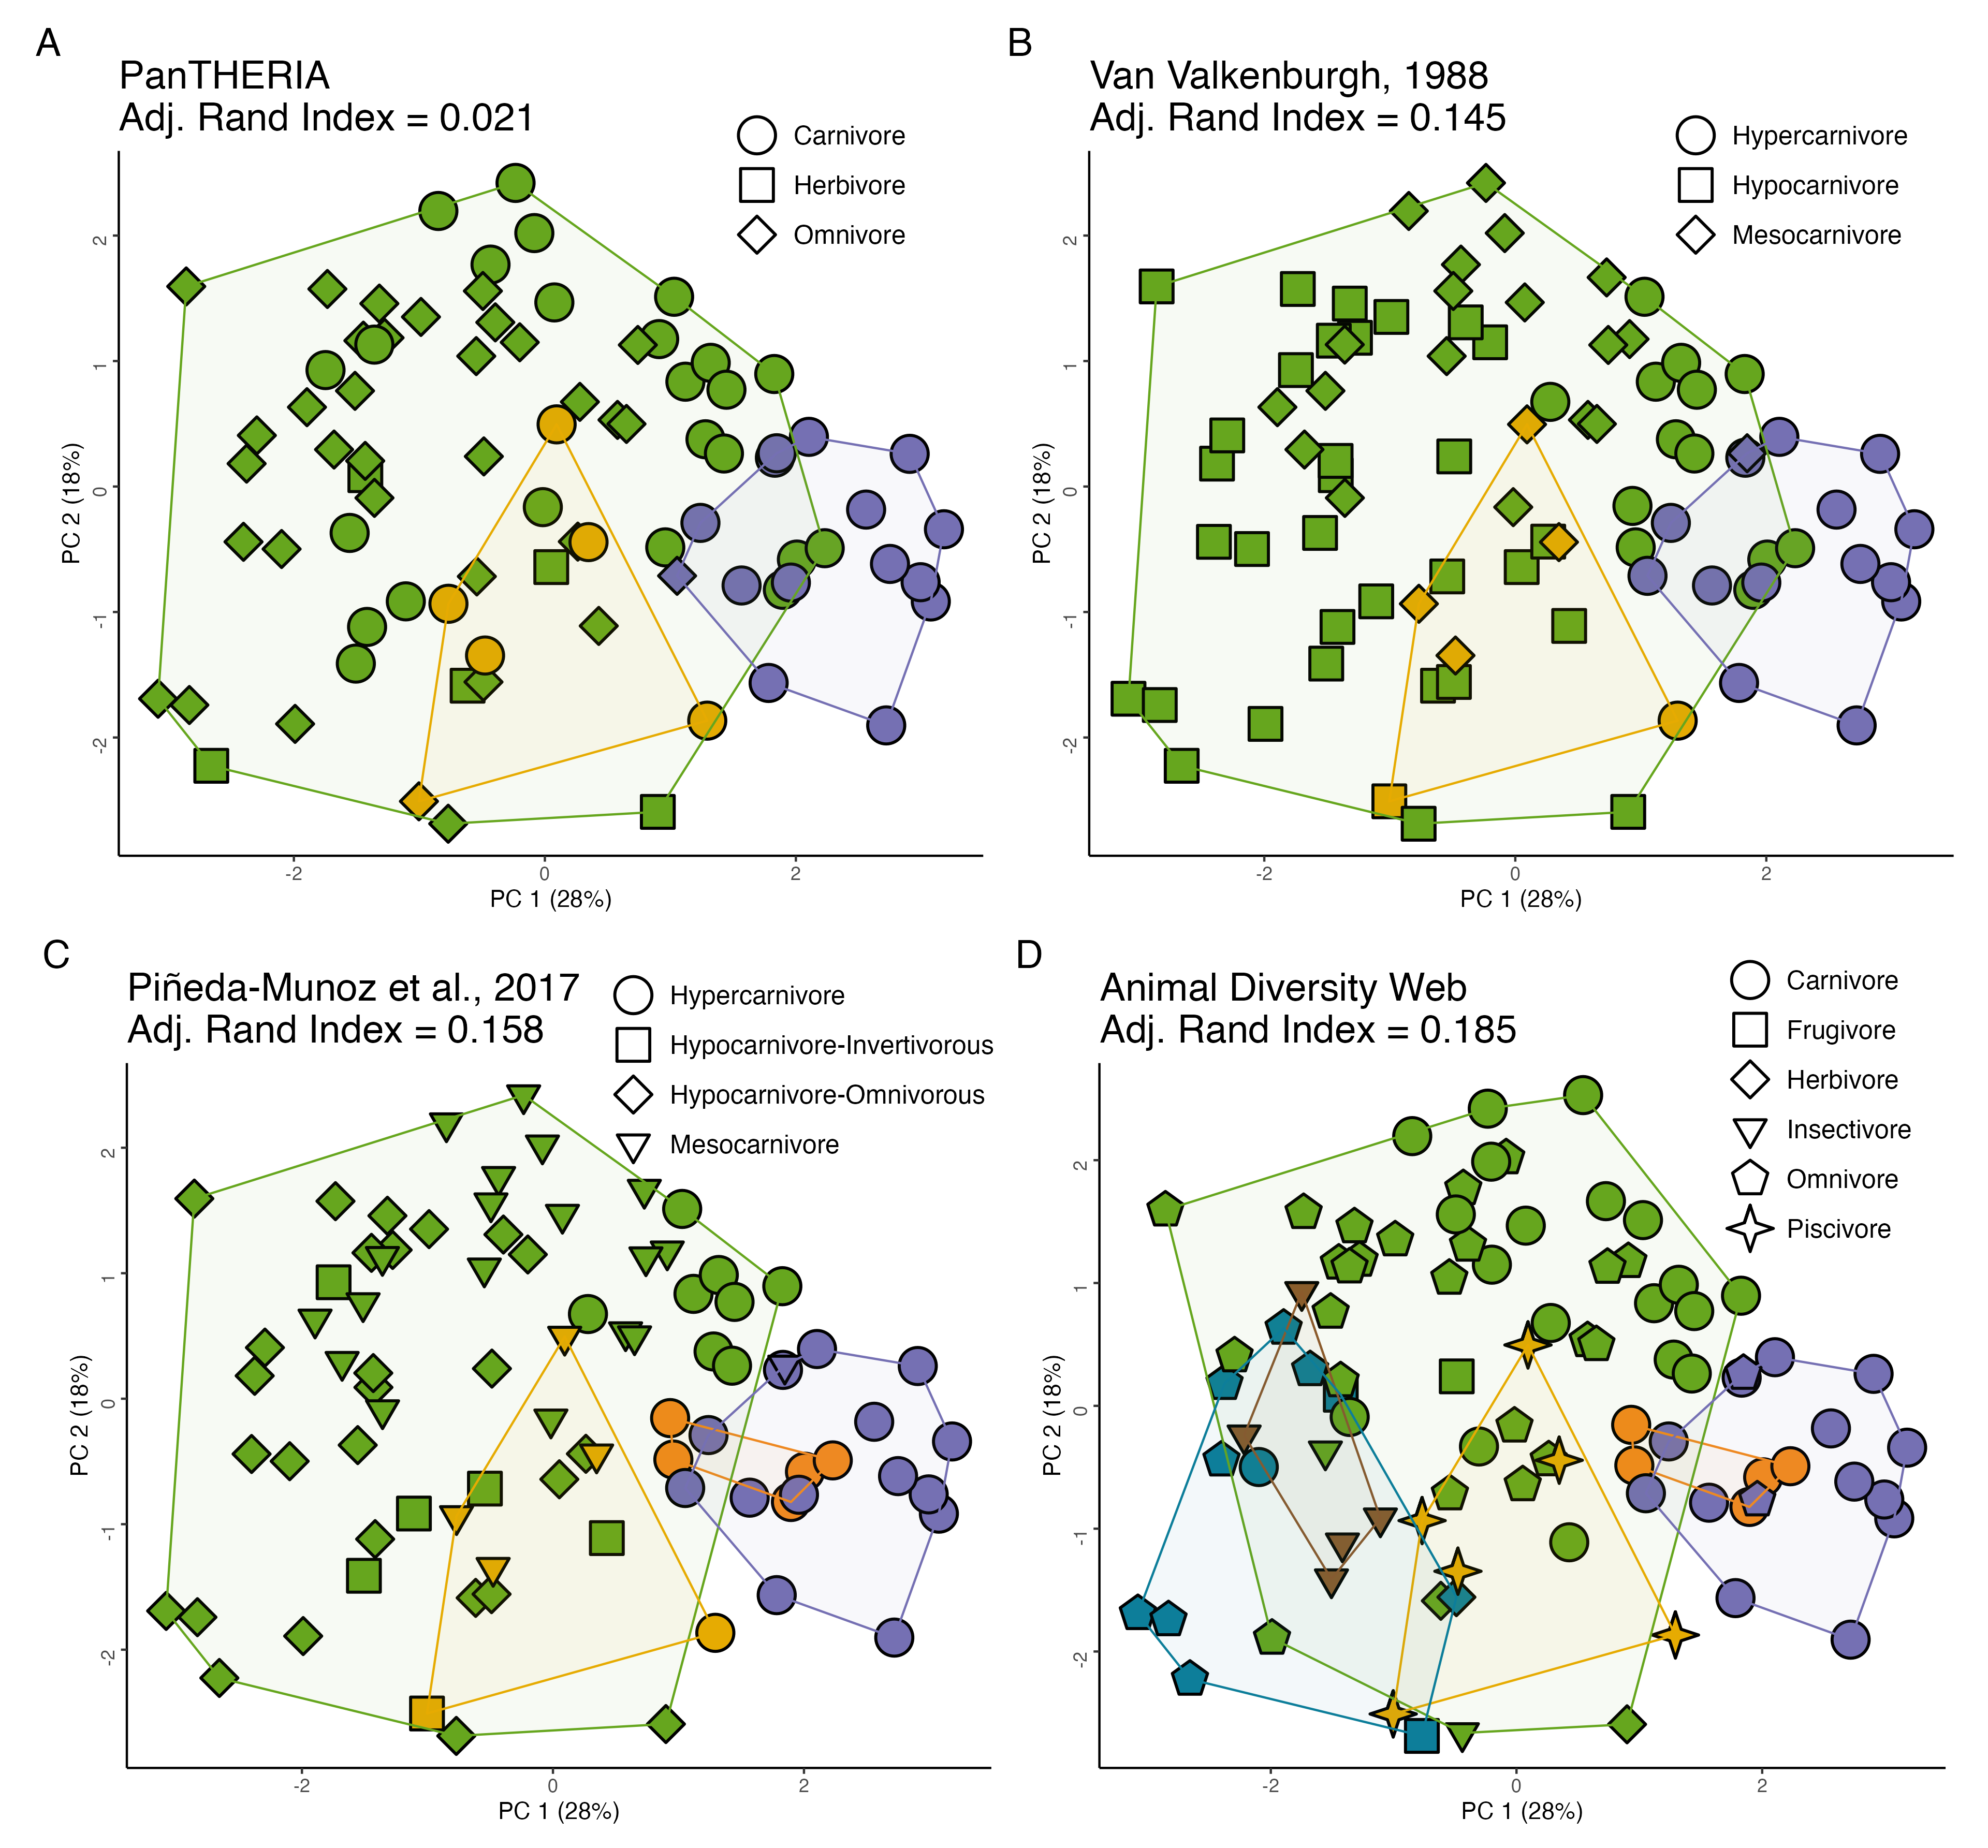 A
PanTHERIA
Adj. Rand Index = 0.021
Carnivore
Herbivore
Omnivore
PC 2 (18%)
2
1
0
-1
-2
-2
0
2
PC 1 (28%)
B
Van Valkenburgh, 1988
Adj. Rand Index = 0.145
Hypercarnivore
Hypocarnivore
Mesocarnivore
PC 2 (18%)
2
1
0
-1
-2
-2
0
2
PC 1 (28%)
C
Piñeda-Munoz et al., 2017
Adj. Rand Index = 0.158
Hypercarnivore
Hypocarnivore-Invertivorous
Hypocarnivore-Omnivorous
Mesocarnivore
PC 2 (18%)
2
1
0
-1
-2
-2
0
2
PC 1 (28%)
D
Animal Diversity Web
Adj. Rand Index = 0.185
Carnivore
Frugivore
Herbivore
Insectivore
Omnivore
Piscivore
PC 2 (18%)
2
1
0
-1
-2
-2
0
2
PC 1 (28%)